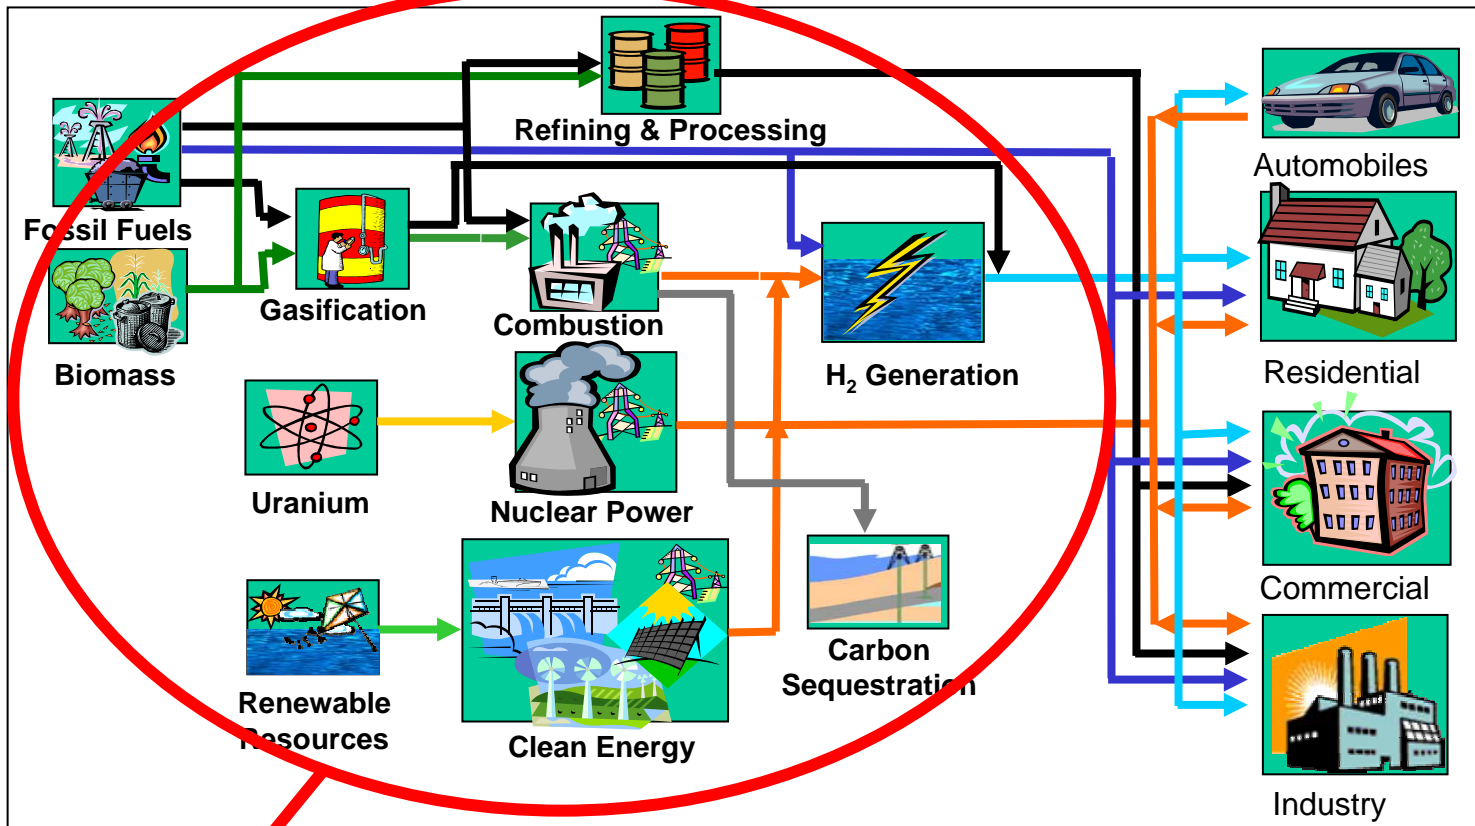 Refining & Processing
Automobiles
Fossil Fuels
Gasification
Combustion
Biomass
H₂ Generation
Residential
Uranium
Nuclear Power
Commercial
Carbon
Sequestration
Renewable
Resources
Clean Energy
Industry